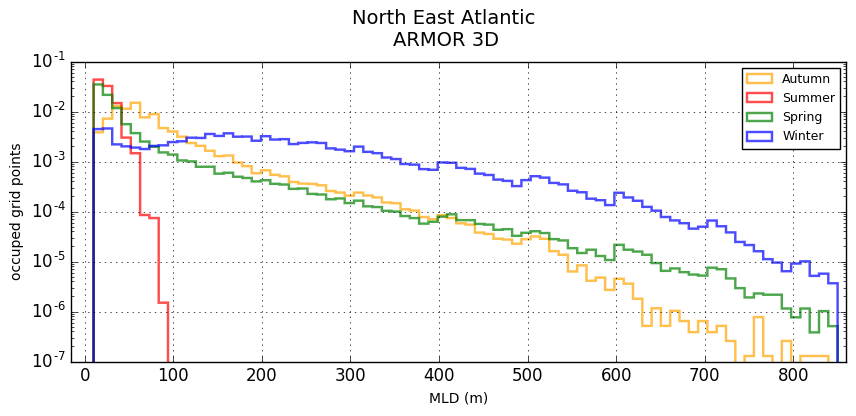 North East Atlantic
ARMOR 3D
10^-1
10^-2
10^-3
10^-4
10^-5
10^-6
10^-7
occuped grid points
Autumn
Summer
Spring
Winter
0 100 200 300 400 500 600 700 800
MLD (m)